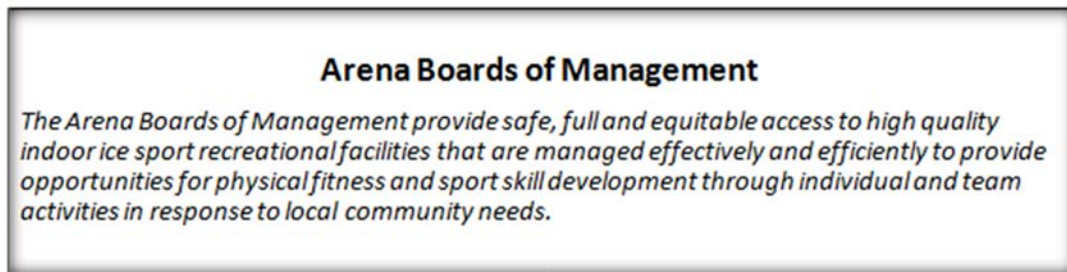 Arena Boards of Management
The Arena Boards of Management provide safe, full and equitable access to high quality
indoor ice sport recreational facilities that are managed effectively and efficiently to provide
opportunities for physical fitness and sport skill development through individual and team
activities in response to local community needs.